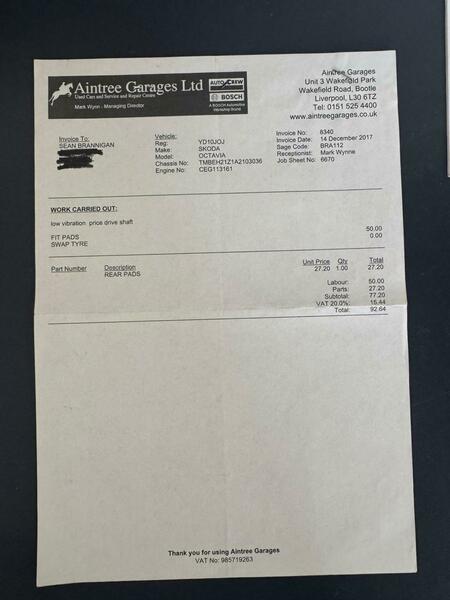 Aintree Garages Ltd
Used Cars and Service and Repair Centre
Mark Wynn - Managing Director
AUTO CREW
BOSCH
A BOSCH Automotive
Workshop Brand
Aintree Garages
Unit 3 Wakefield Park
Wakefield Road, Bootle
Liverpool, L30 6TZ
Tel: 0151 525 4400
www.aintreegarages.co.uk
Invoice To:
SEAN BRANNIGAN
Vehicle:
Reg: YD10JOJ
Make: SKODA
Model: OCTAVIA
Chassis No: TMBEH21Z1A2103036
Engine No: CEG113161
Invoice No: 8340
Invoice Date: 14 December 2017
Sage Code: BRA112
Receptionist: Mark Wynne
Job Sheet No: 6670
WORK CARRIED OUT:
low vibration price drive shaft
FIT PADS 50.00
SWAP TYRE 0.00
Part Number Description Unit Price Qty Total
REAR PADS 27.20 1.00 27.20
Labour: 50.00
Parts: 27.20
Subtotal: 77.20
VAT 20.0%: 15.44
Total: 92.64
Thank you for using Aintree Garages
VAT No: 985719263